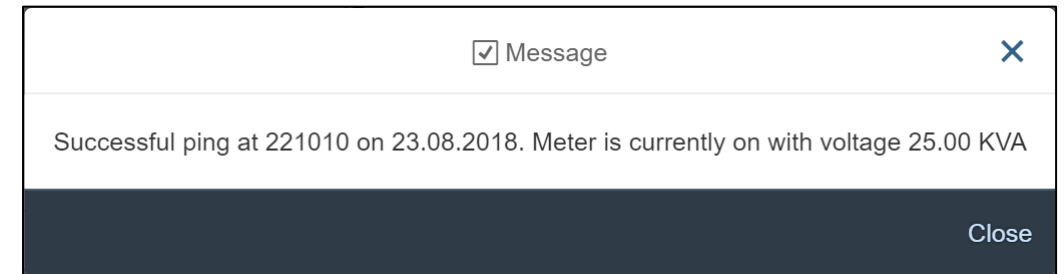 Message
Successful ping at 221010 on 23.08.2018. Meter is currently on with voltage 25.00 KVA
Close